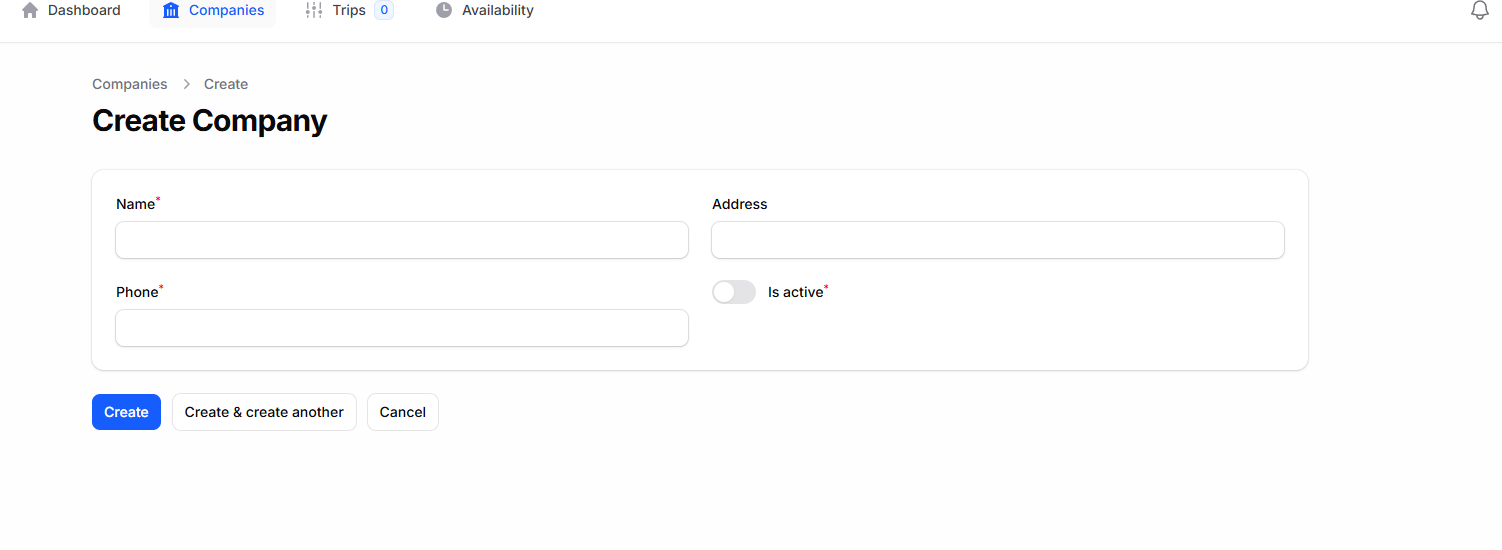 Dashboard Companies Trips 0 Availability
Companies > Create
Create Company
Name* Address
Phone* Is active*
Create Create & create another Cancel